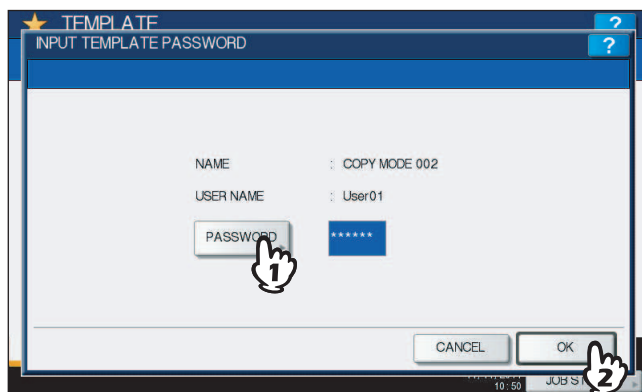 TEMPLATE
?
INPUT TEMPLATE PASSWORD
?
NAME : COPY MODE 002
USER NAME : User01
PASSWORD ******
1
CANCEL OK
2
10:50 JOB ST